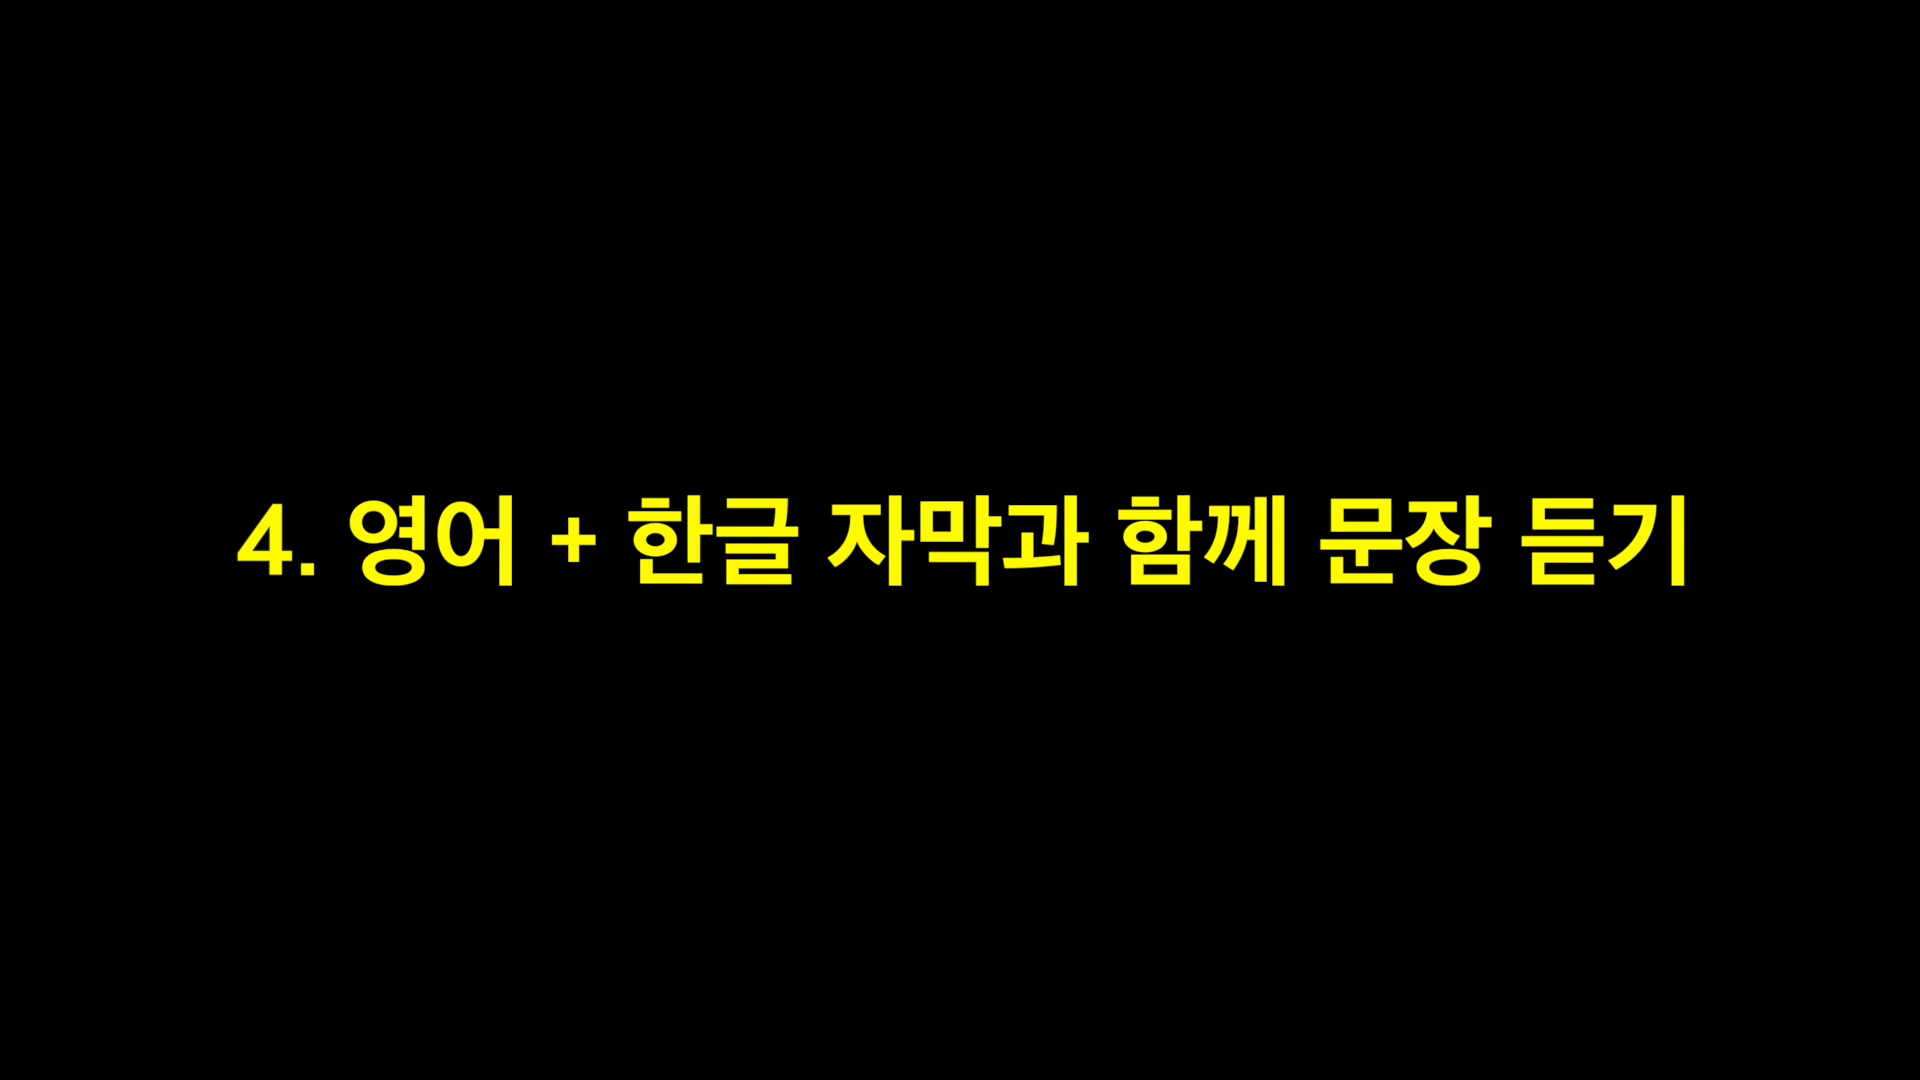 4. 영어 + 한글 자막과 함께 문장 듣기